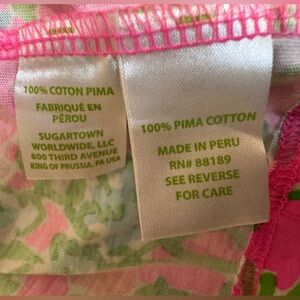 100% COTON PIMA
FABRIQUÉ EN
PÉROU
SUGARTOWN
WORLDWIDE, LLC
800 THIRD AVENUE
KING OF PRUSSIA, PA USA
100% PIMA COTTON
MADE IN PERU
RN# 88189
SEE REVERSE
FOR CARE